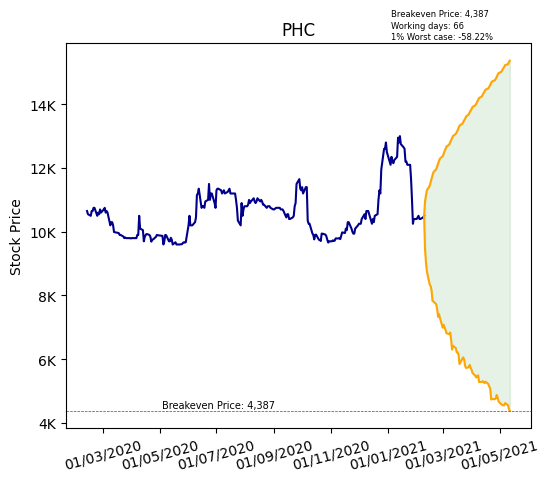 Breakeven Price: 4,387
Working days: 66
1% Worst case: -58.22%
PHC
Stock Price
14K
12K
10K
8K
6K
4K
Breakeven Price: 4,387
01/03/2020
01/05/2020
01/07/2020
01/09/2020
01/11/2020
01/01/2021
01/03/2021
01/05/2021